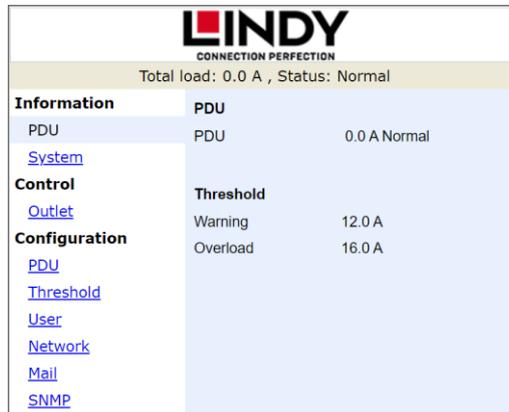 LINDY
CONNECTION PERFECTION
Total load: 0.0 A , Status: Normal
Information
PDU
System
Control
Outlet
Configuration
PDU
Threshold
User
Network
Mail
SNMP
PDU
PDU 0.0 A Normal
Threshold
Warning 12.0 A
Overload 16.0 A